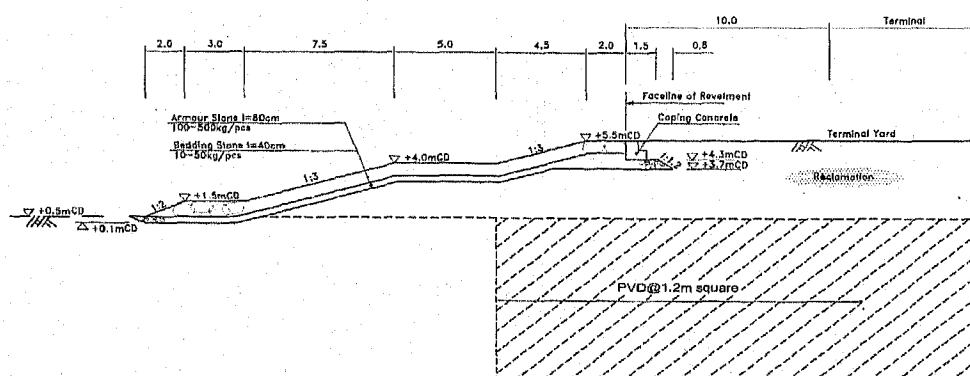 10.0 Terminal
2.0 3.0 7.5 5.0 4.5 2.0 1.5 0.8
Faceline of Revelment
Armour Stone t=80cm
100~500kg/pcs
Coping Concrete
Bedding Stone t=40cm
10~50kg/pcs
+5.5mCD
Terminal Yard
1:3
+4.0mCD
+4.3mCD
+3.7mCD
1:3
Reclamation
+1.5mCD
1:2
+0.5mCD
+0.1mCD
PVD@1.2m square